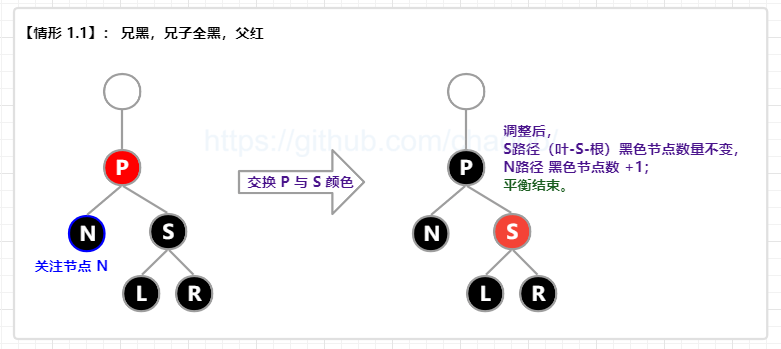 【情形 1.1】： 兄黑，兄子全黑，父红
https://github.com/cha
P
N
S
L
R
关注节点 N
交换 P 与 S 颜色
P
N
S
L
R
调整后，
S路径（叶-S-根）黑色节点数量不变，
N路径 黑色节点数 +1；
平衡结束。